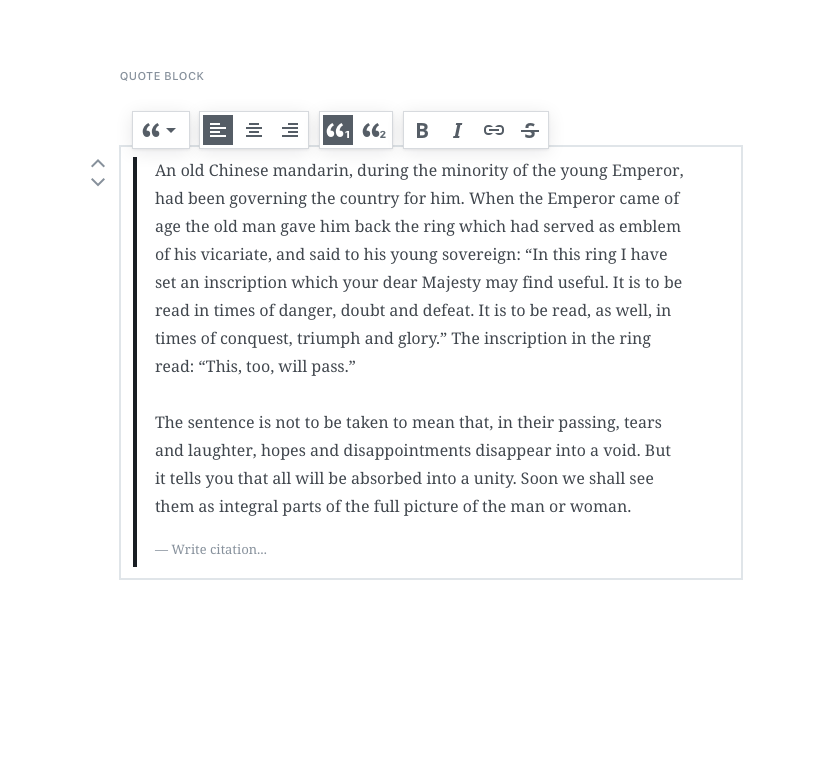 QUOTE BLOCK
1
2
B
I
S
An old Chinese mandarin, during the minority of the young Emperor,
had been governing the country for him. When the Emperor came of
age the old man gave him back the ring which had served as emblem
of his vicariate, and said to his young sovereign: “In this ring I have
set an inscription which your dear Majesty may find useful. It is to be
read in times of danger, doubt and defeat. It is to be read, as well, in
times of conquest, triumph and glory.” The inscription in the ring
read: “This, too, will pass.”
The sentence is not to be taken to mean that, in their passing, tears
and laughter, hopes and disappointments disappear into a void. But
it tells you that all will be absorbed into a unity. Soon we shall see
them as integral parts of the full picture of the man or woman.
— Write citation...